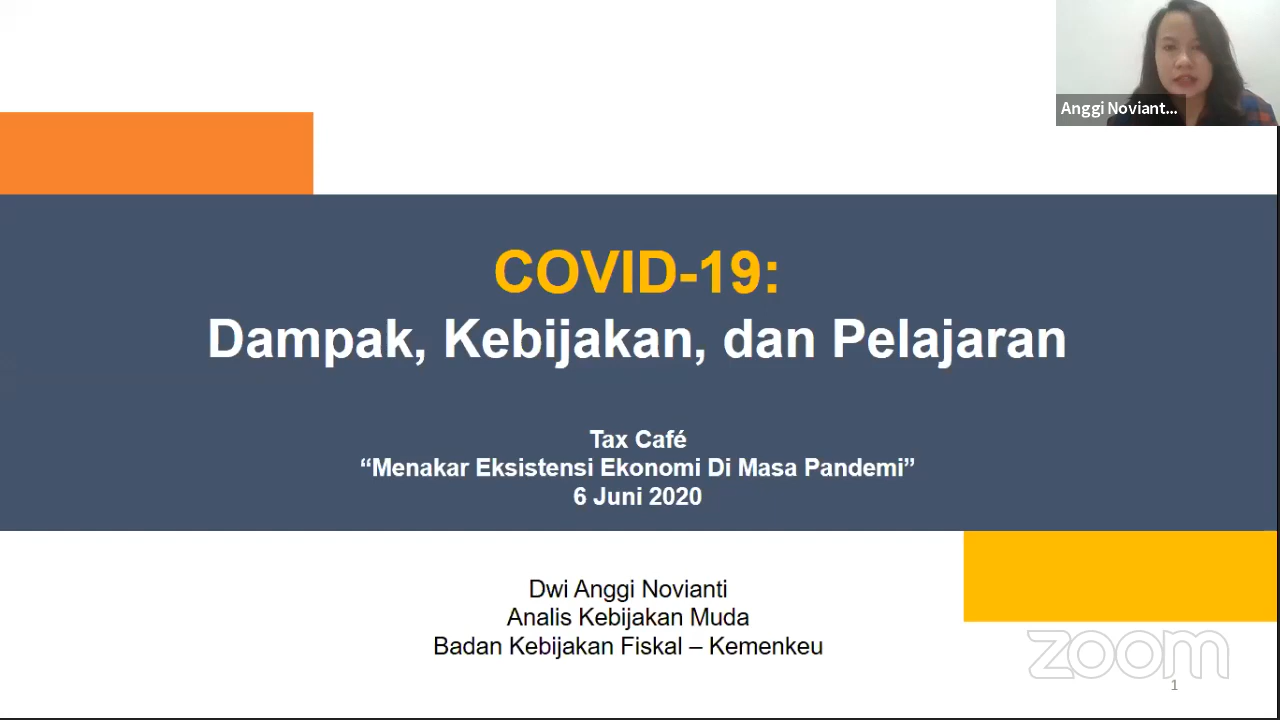 Anggi Noviant...
COVID-19:
Dampak, Kebijakan, dan Pelajaran
Tax Café
“Menakar Eksistensi Ekonomi Di Masa Pandemi”
6 Juni 2020
Dwi Anggi Novianti
Analis Kebijakan Muda
Badan Kebijakan Fiskal – Kemenkeu
zoom
1